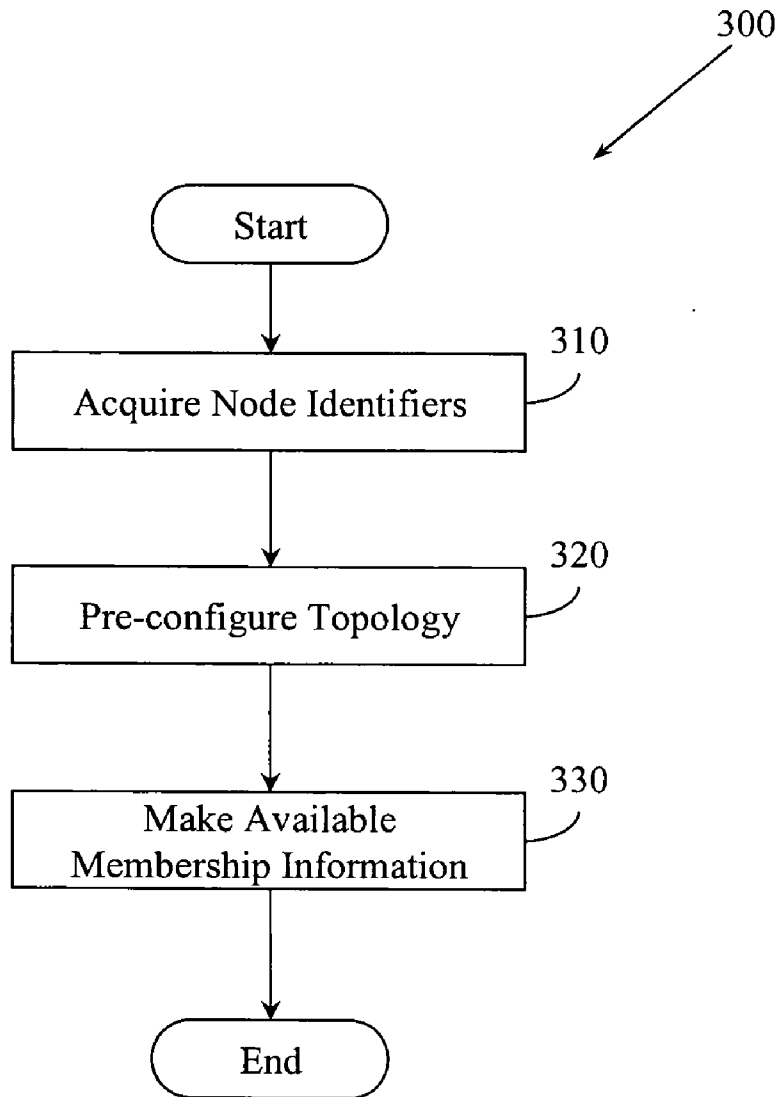 300
Start
310
Acquire Node Identifiers
320
Pre-configure Topology
330
Make Available
Membership Information
End